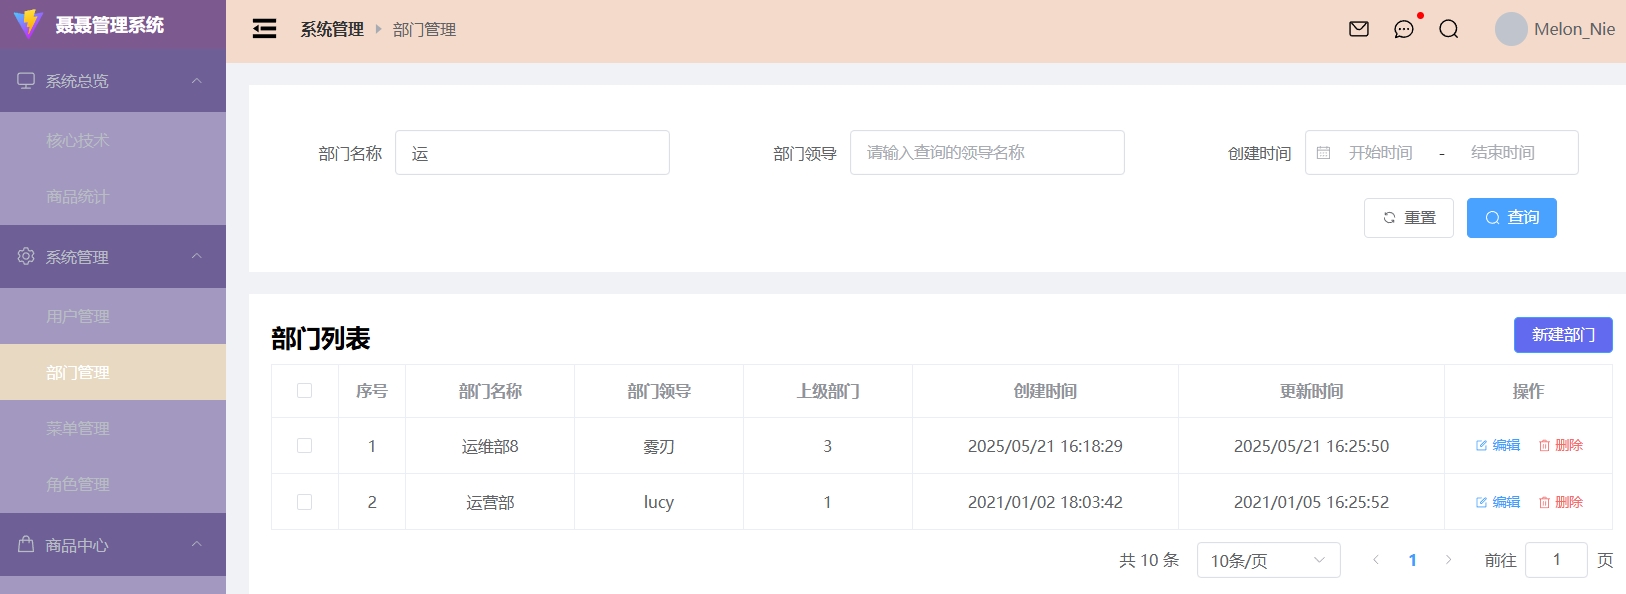 聂聂管理系统
系统管理 部门管理
Melon_Nie
系统总览
核心技术
商品统计
系统管理
用户管理
部门管理
菜单管理
角色管理
商品中心
部门名称 运 部门领导 请输入查询的领导名称 创建时间 开始时间 - 结束时间
重置 查询
部门列表 新建部门
序号 部门名称 部门领导 上级部门 创建时间 更新时间 操作
1 运维部8 雾刃 3 2025/05/21 16:18:29 2025/05/21 16:25:50 编辑 删除
2 运营部 lucy 1 2021/01/02 18:03:42 2021/01/05 16:25:52 编辑 删除
共 10 条 10条/页 1 前往 1 页